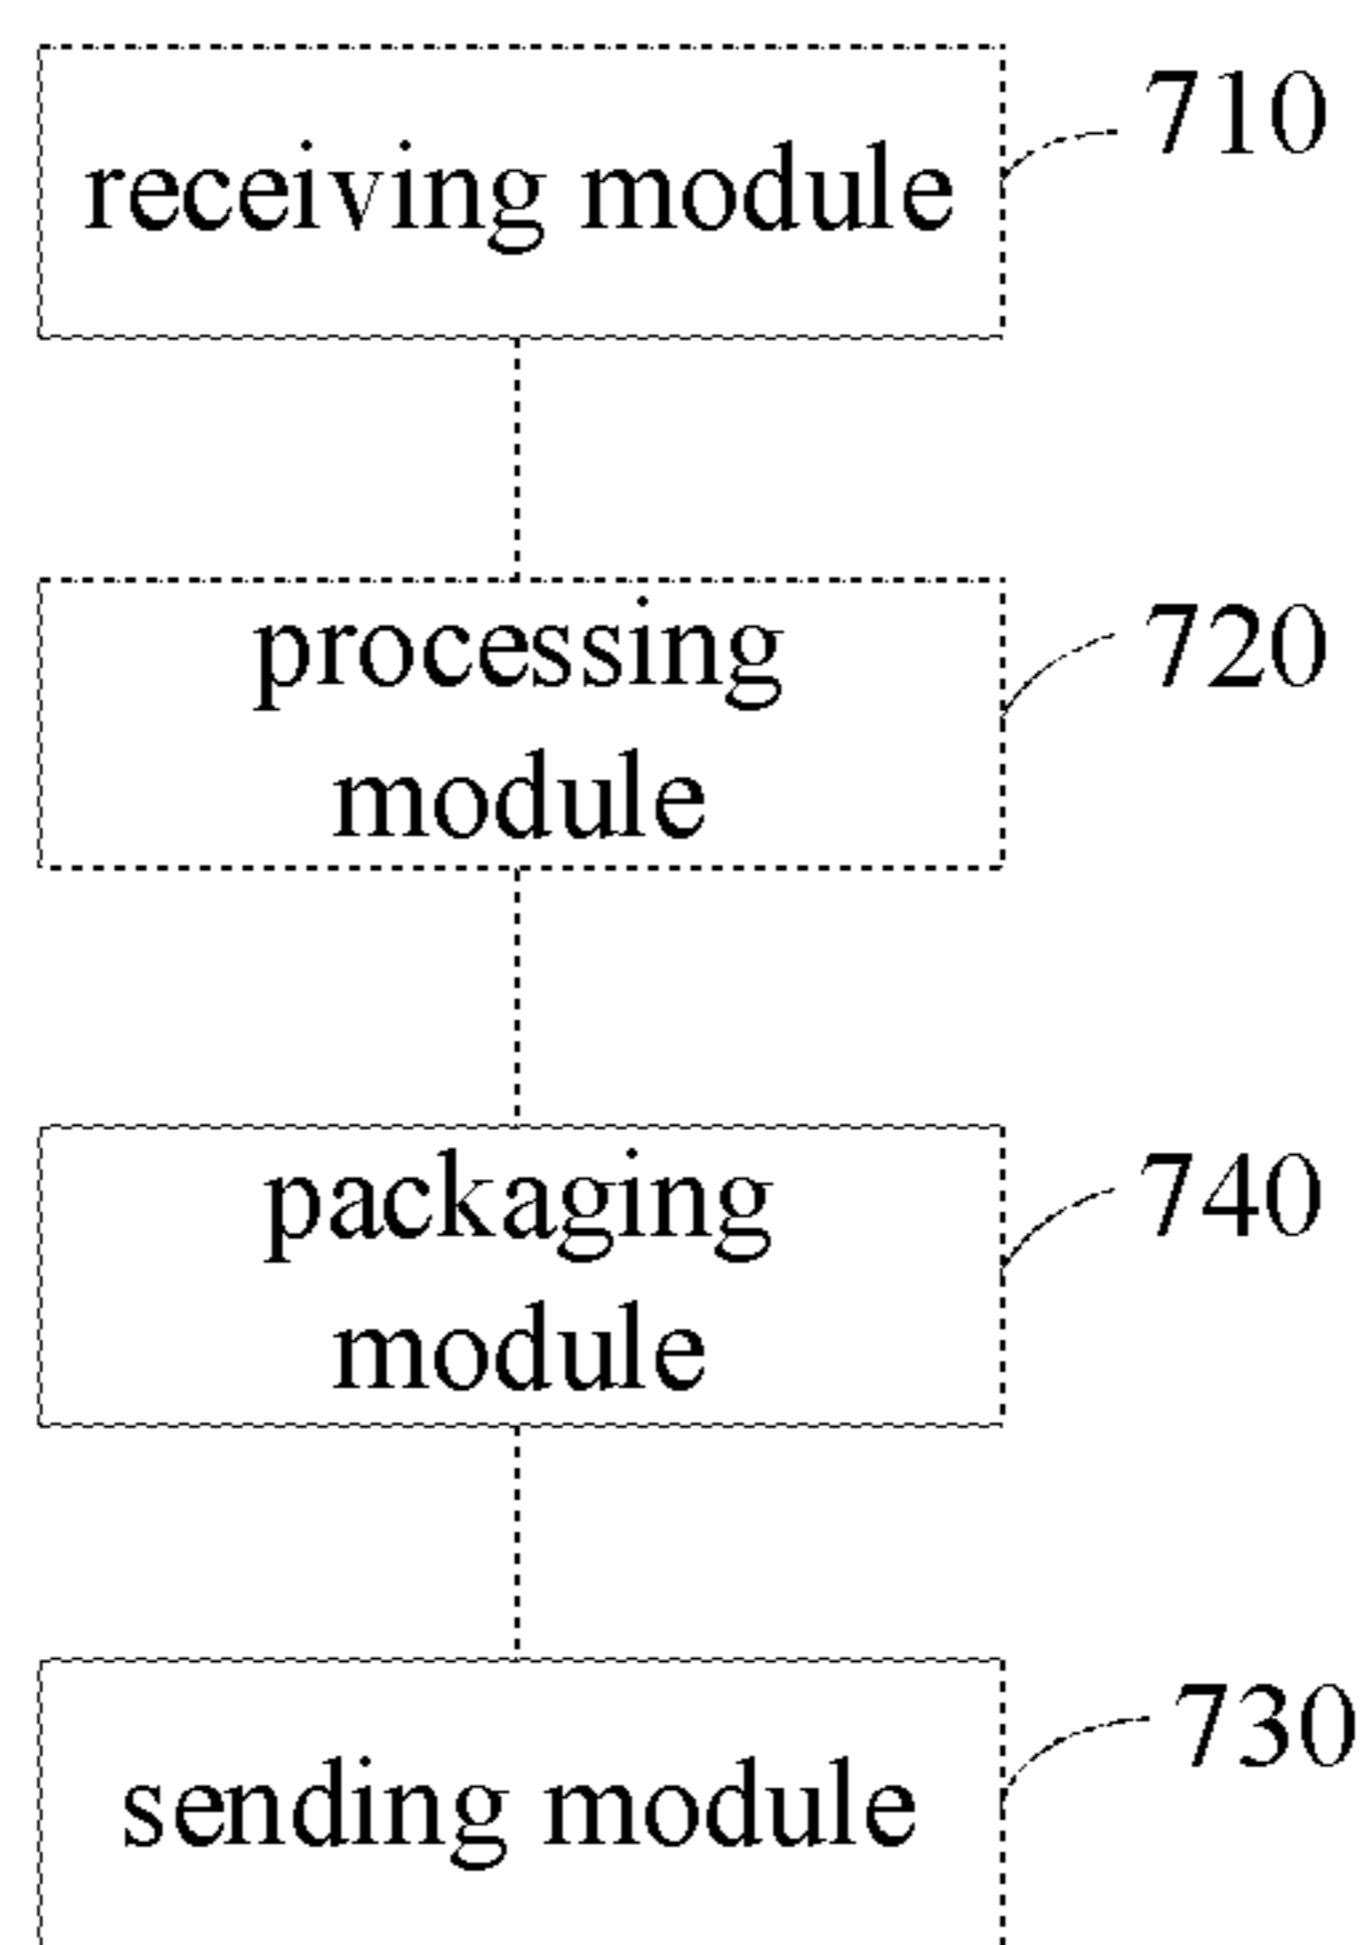 receiving module
710
processing
module
720
packaging
module
740
sending module
730